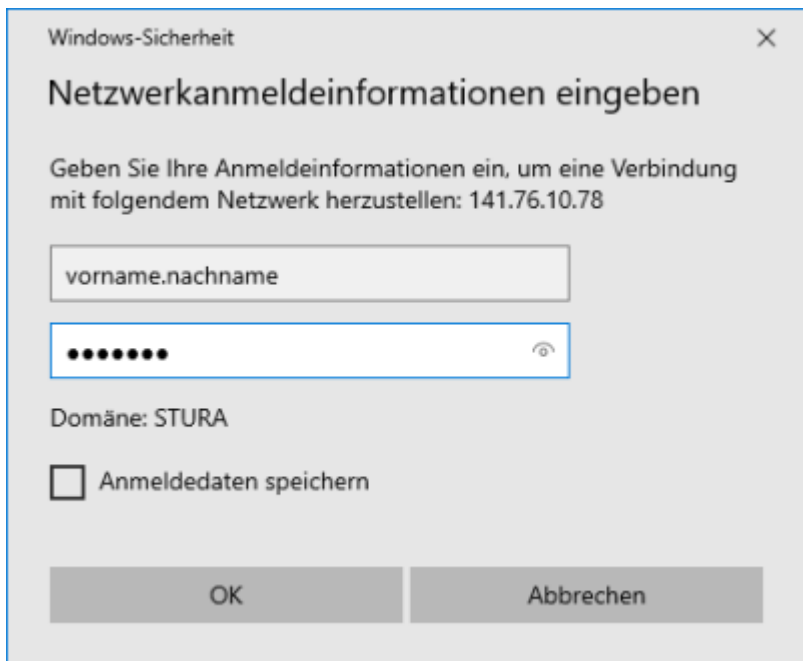 Windows-Sicherheit
Netzwerkanmeldeinformationen eingeben
Geben Sie Ihre Anmeldeinformationen ein, um eine Verbindung
mit folgendem Netzwerk herzustellen: 141.76.10.78
vorname.nachname
●●●●●●●
Domäne: STURA
Anmeldedaten speichern
OK
Abbrechen